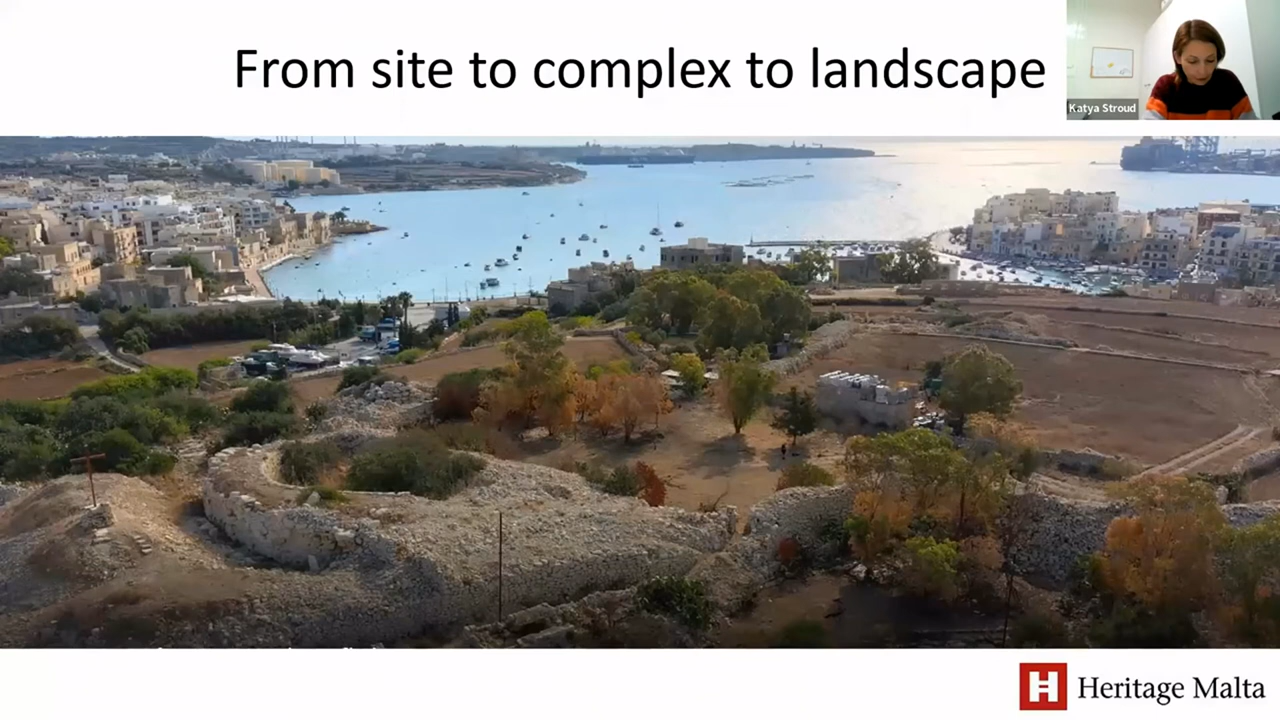 From site to complex to landscape
Katya Stroud
Heritage Malta